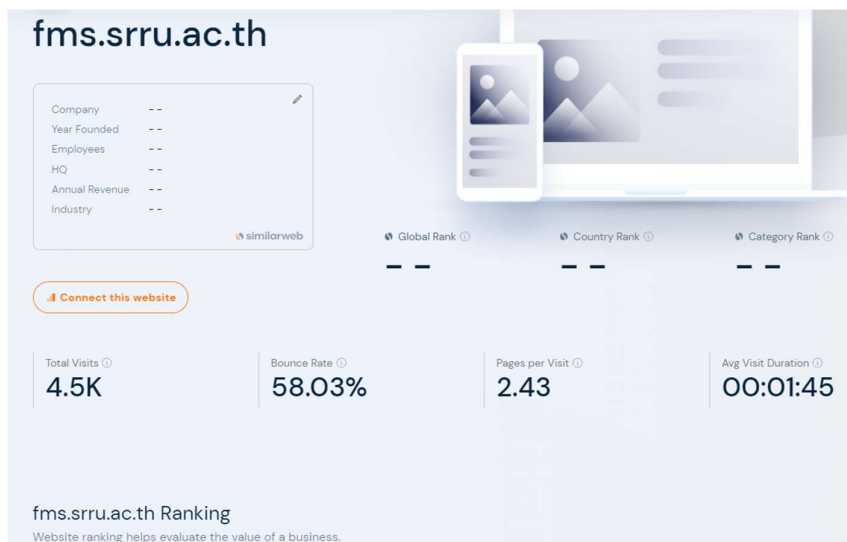 fms.srru.ac.th
Company - -
Year Founded - -
Employees - -
HQ - -
Annual Revenue - -
Industry - -
similarweb
Global Rank
Country Rank
Category Rank
- -
- -
- -
Connect this website
Total Visits
4.5K
Bounce Rate
58.03%
Pages per Visit
2.43
Avg Visit Duration
00:01:45
fms.srru.ac.th Ranking
Website ranking helps evaluate the value of a business.